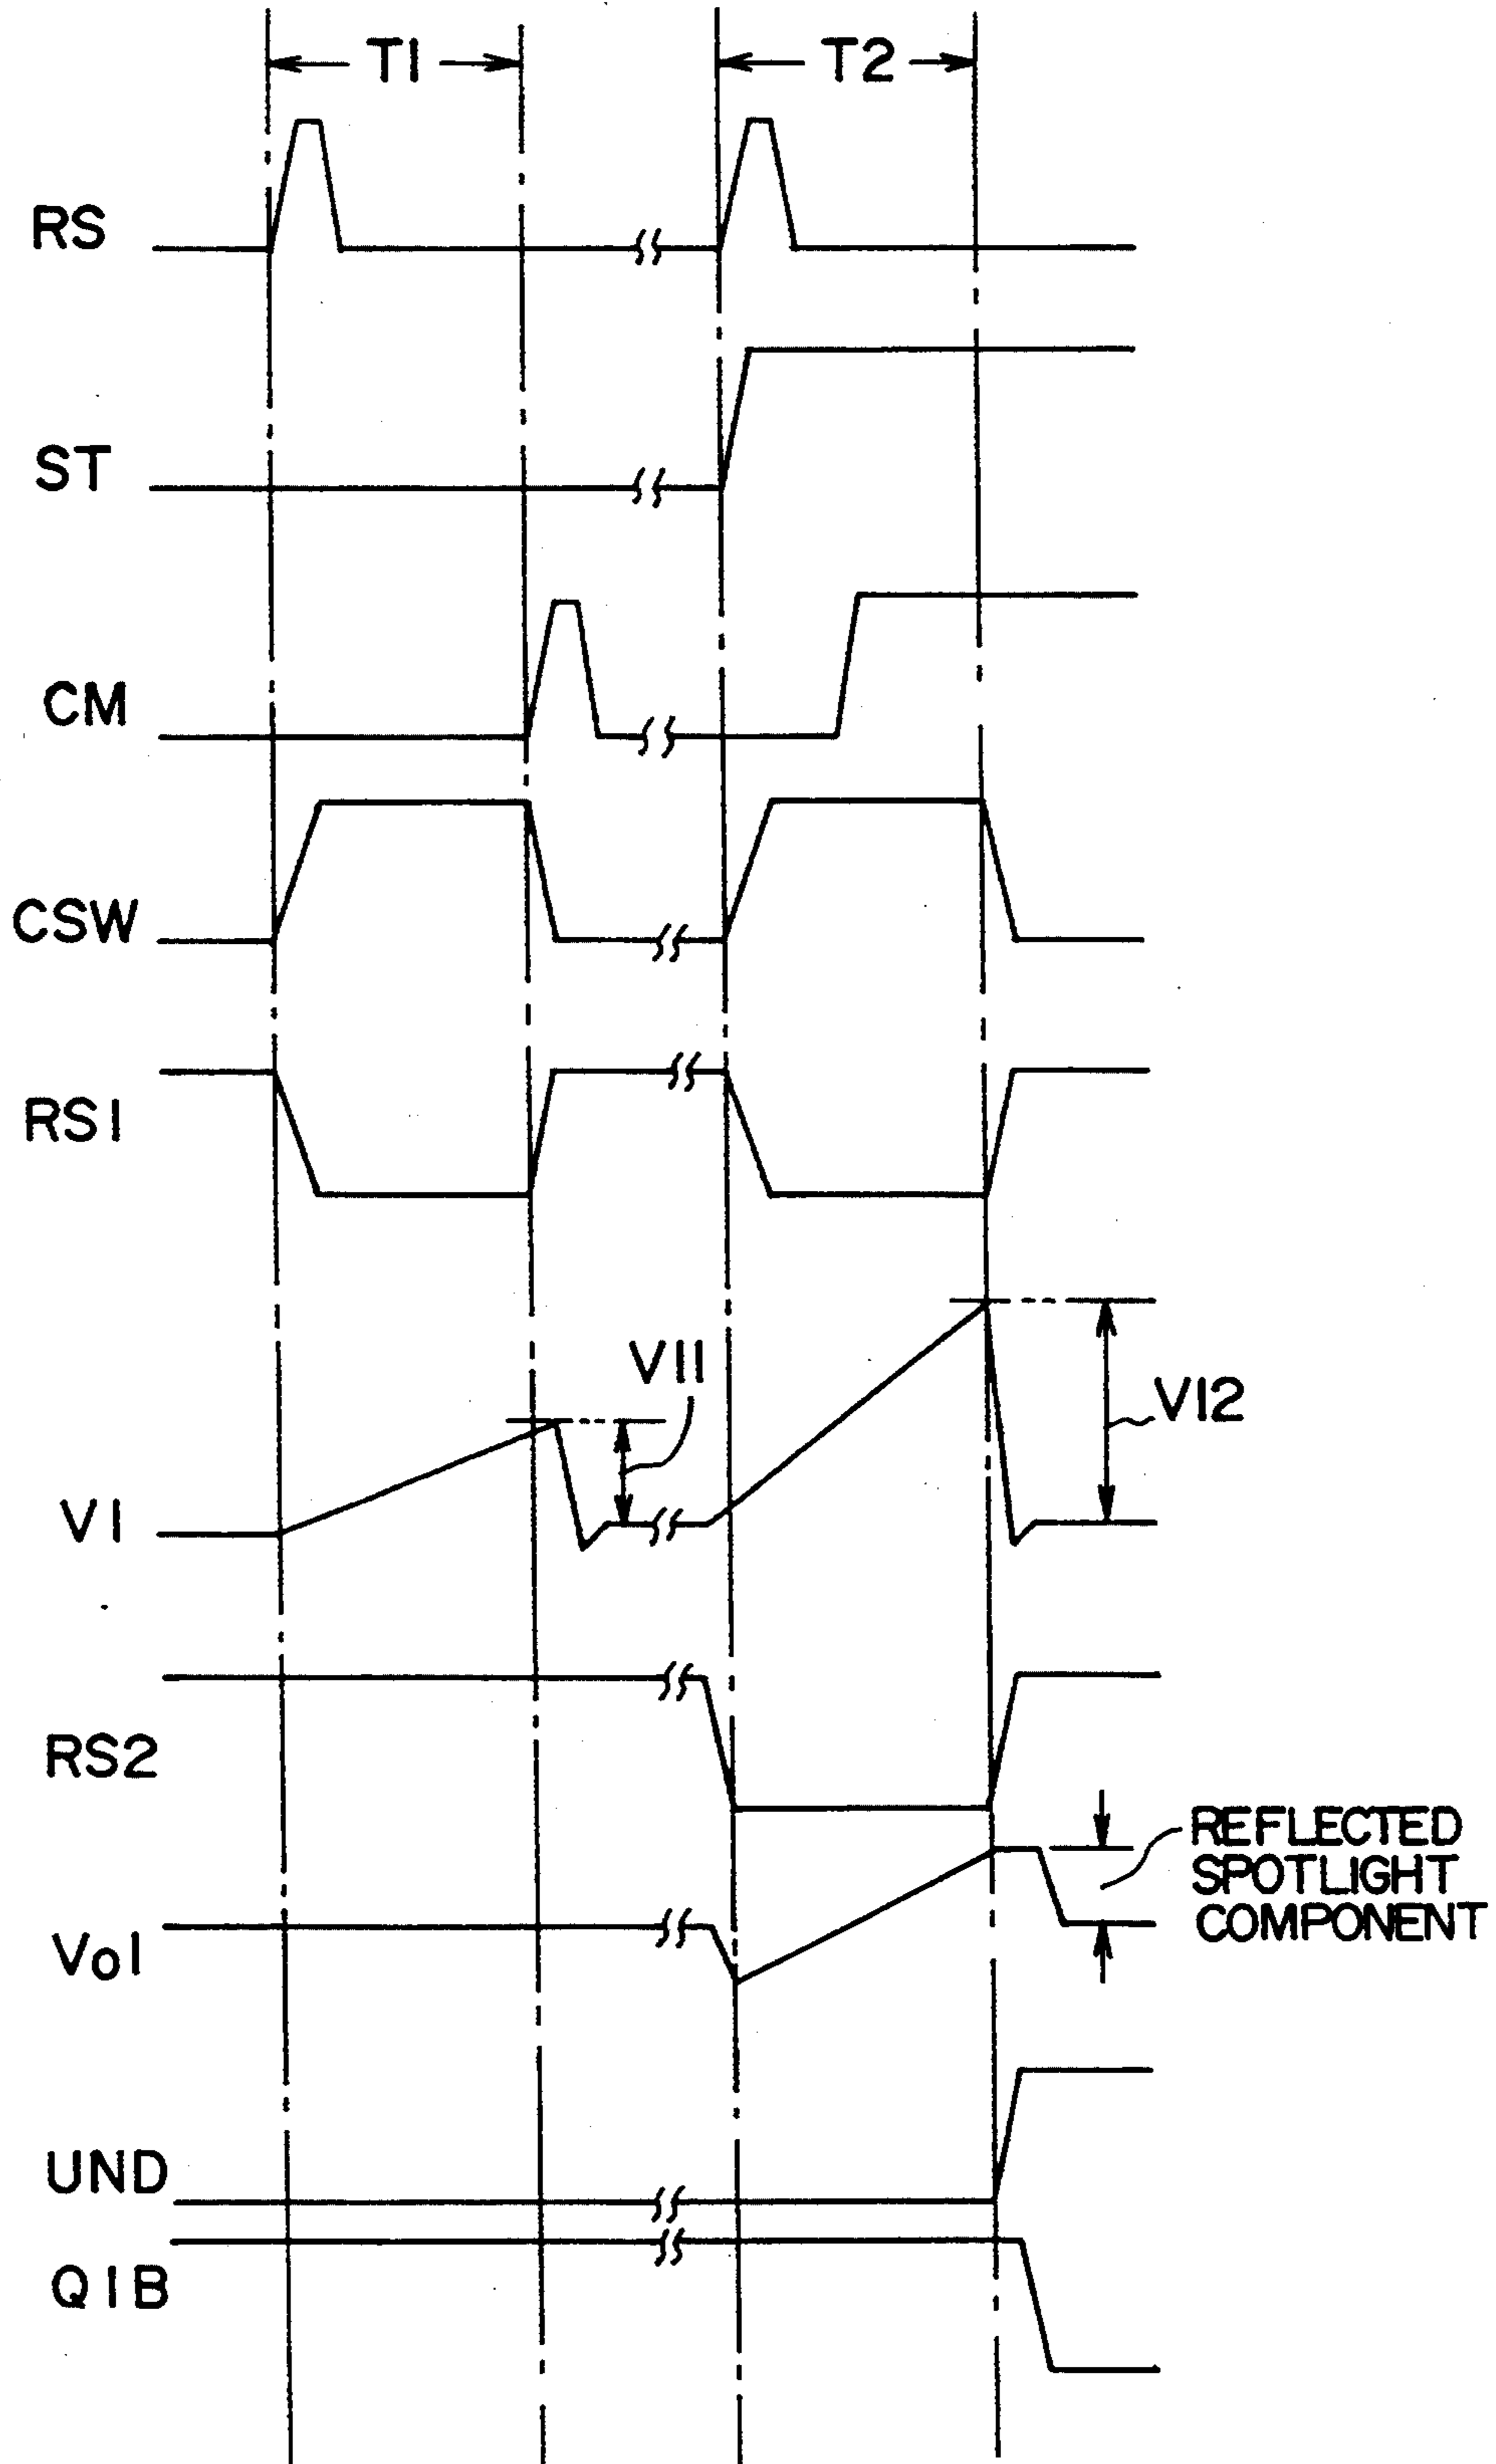 T1
T2
RS
ST
CM
CSW
RS1
V11
V12
V1
RS2
REFLECTED
SPOTLIGHT
COMPONENT
Vo1
UND
Q1B